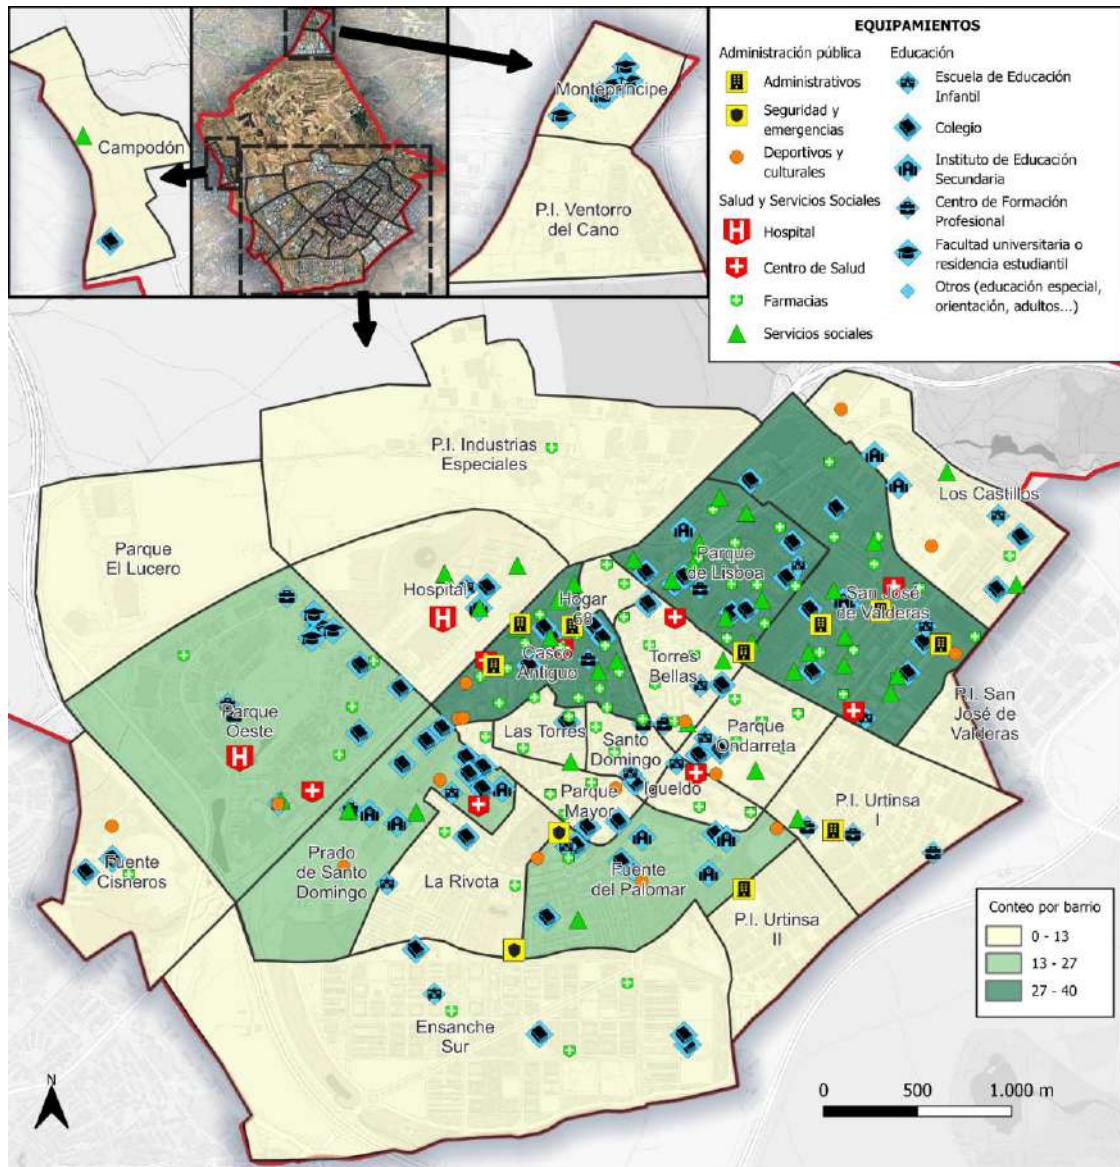 Campodón
Montepríncipe
P.I. Ventorro
del Cano
EQUIPAMIENTOS
Administración pública
Administrativos
Seguridad y
emergencias
Deportivos y
culturales
Salud y Servicios Sociales
Hospital
Centro de Salud
Farmacias
Servicios sociales
Educación
Escuela de Educación
Infantil
Colegio
Instituto de Educación
Secundaria
Centro de Formación
Profesional
Facultad universitaria o
residencia estudiantil
Otros (educación especial,
orientación, adultos...)
P.I. Industrias
Especiales
Los Castillos
Parque
El Lucero
Parque
de Lisboa
Hospital
Hogar
68
San José
de Valderas
Casco
Antiguo
Torres
Bellas
P.I. San
José de
Valderas
Parque
Oeste
Las Torres
Santo
Domingo
Parque
Ondarreta
Parque
Mayor
Igueldo
P.I. Urtinsa
I
Fuente
Cisneros
Prado
de Santo
Domingo
La Rivota
Fuente
del Palomar
P.I. Urtinsa
II
Conteo por barrio
0 - 13
13 - 27
27 - 40
Ensanche
Sur
N
0 500 1.000 m
H
H
H